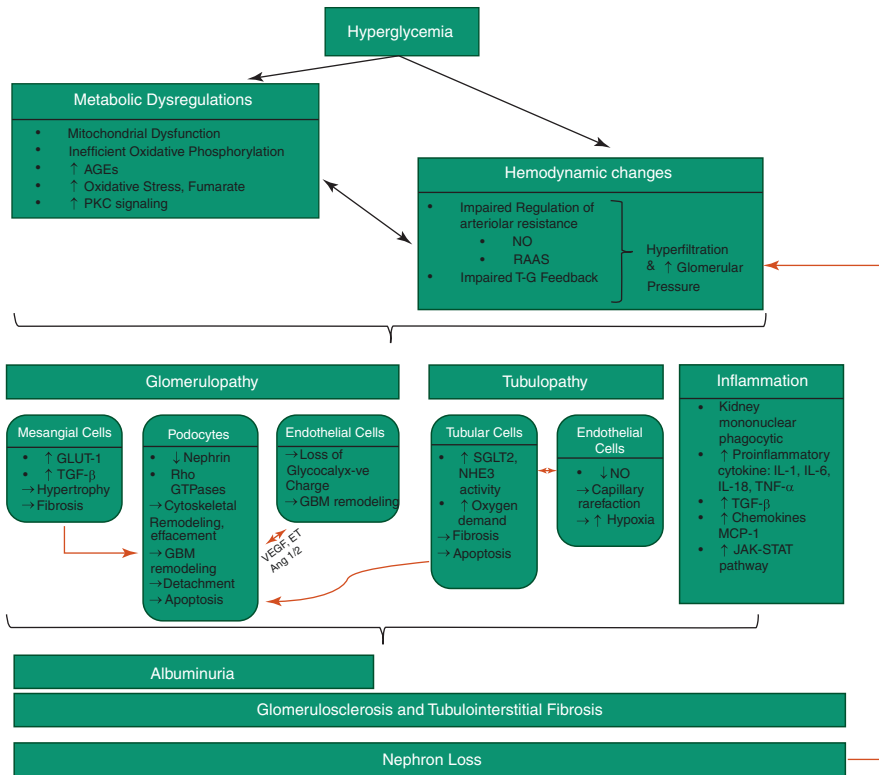 Hyperglycemia
Metabolic Dysregulations
• Mitochondrial Dysfunction
• Inefficient Oxidative Phosphorylation
• ↑ AGEs
• ↑ Oxidative Stress, Fumarate
• ↑ PKC signaling
Hemodynamic changes
• Impaired Regulation of
arteriolar resistance
• NO
• RAAS
• Impaired T-G Feedback
Hyperfiltration
& ↑ Glomerular
Pressure
Glomerulopathy
Mesangial Cells
• ↑ GLUT-1
• ↑ TGF-β
→ Hypertrophy
→ Fibrosis
Podocytes
• ↓ Nephrin
• Rho
GTPases
→ Cytoskeletal
Remodeling,
effacement
→ GBM
remodeling
→ Detachment
→ Apoptosis
Endothelial Cells
→ Loss of
Glycocalyx-ve
Charge
→ GBM remodeling
VEGF, ET
Ang 1/2
Tubulopathy
Tubular Cells
• ↑ SGLT2,
NHE3
activity
• ↑ Oxygen
demand
→ Fibrosis
→ Apoptosis
Endothelial
Cells
• ↓ NO
→ Capillary
rarefaction
→ ↑ Hypoxia
Inflammation
• Kidney
mononuclear
phagocytic
• ↑ Proinflammatory
cytokine: IL-1, IL-6,
IL-18, TNF-α
• ↑ TGF-β
• ↑ Chemokines
MCP-1
• ↑ JAK-STAT
pathway
Albuminuria
Glomerulosclerosis and Tubulointerstitial Fibrosis
Nephron Loss